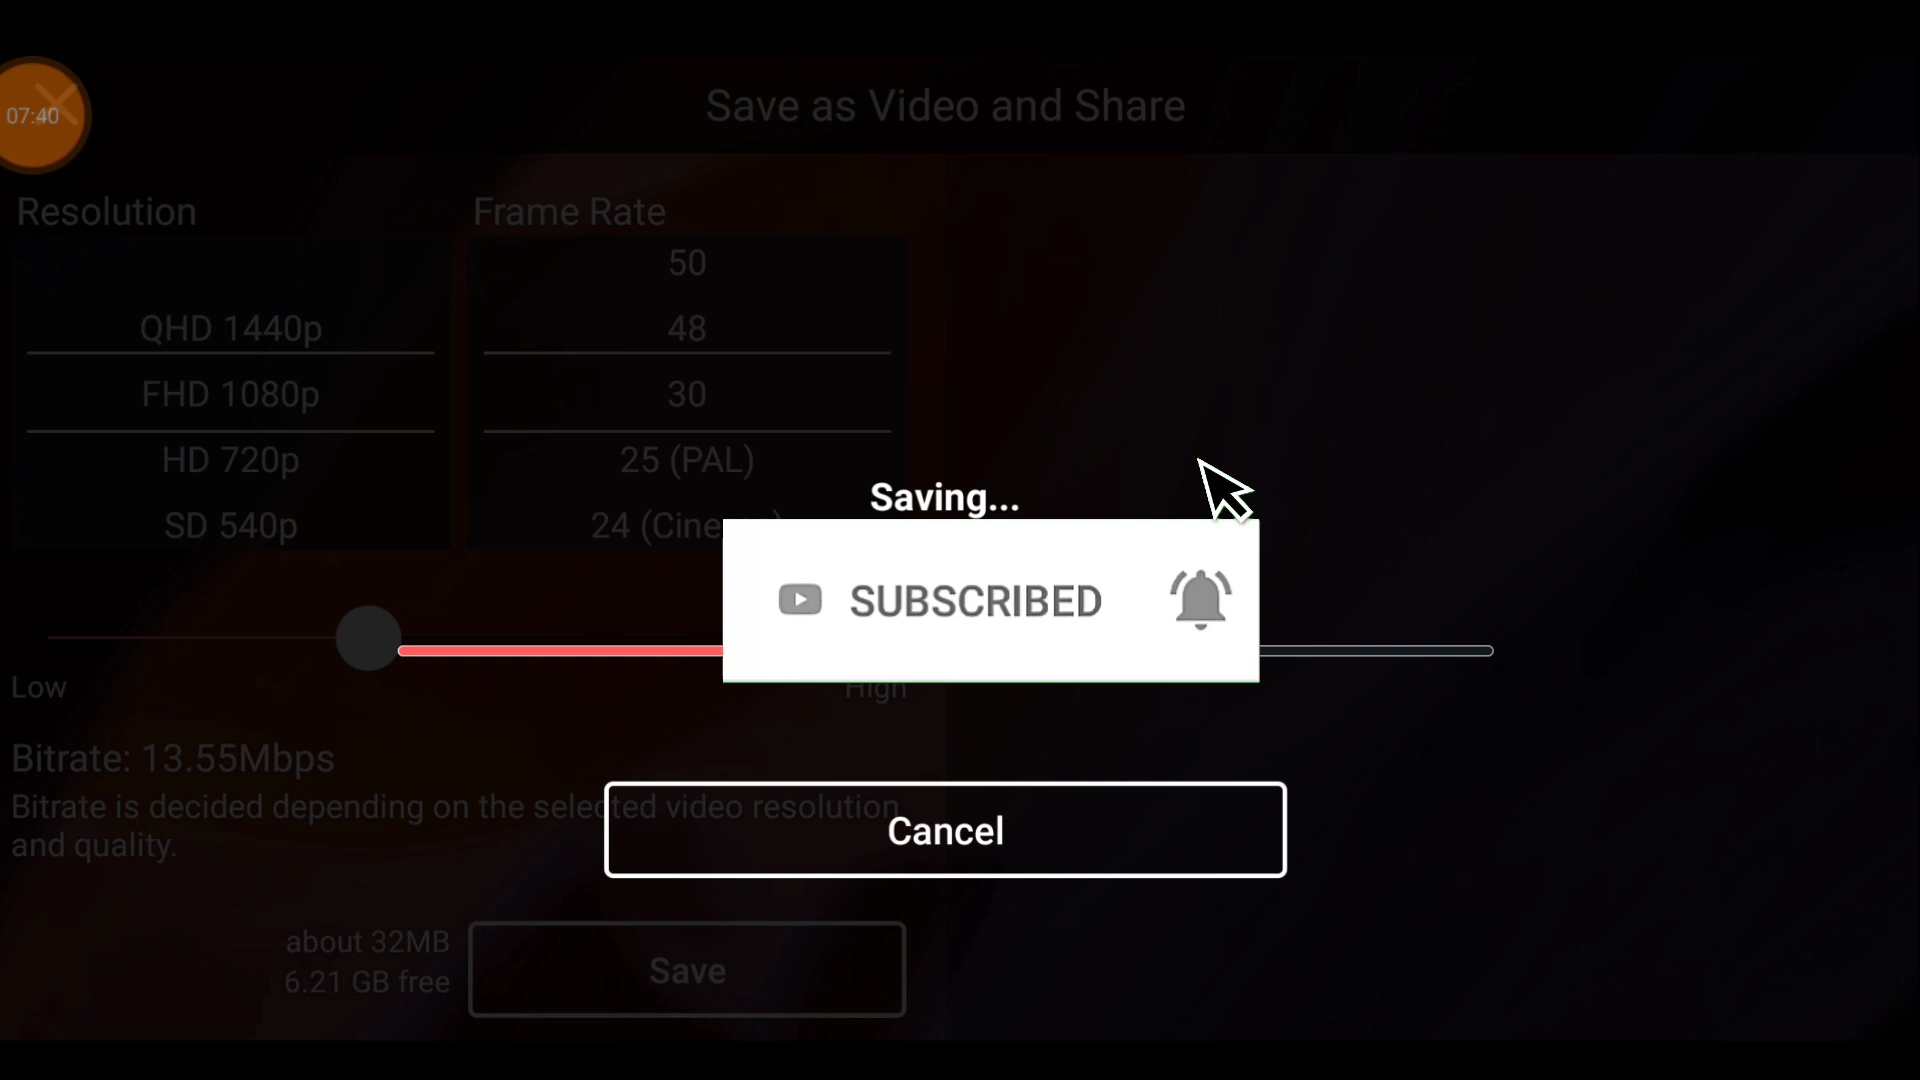 07:40
Save as Video and Share
Resolution
Frame Rate
50
QHD 1440p
48
FHD 1080p
30
HD 720p
25 (PAL)
Saving...
SD 540p
24 (Cine
SUBSCRIBED
Low
High
Bitrate: 13.55Mbps
Bitrate is decided depending on the selected video resolution
and quality.
Cancel
about 32MB
6.21 GB free
Save